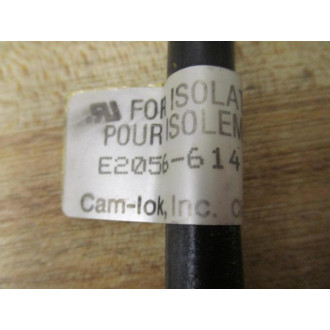 FOR ISOLAT
POUR ISOLEM
E2056-614
Cam-lok, Inc. C